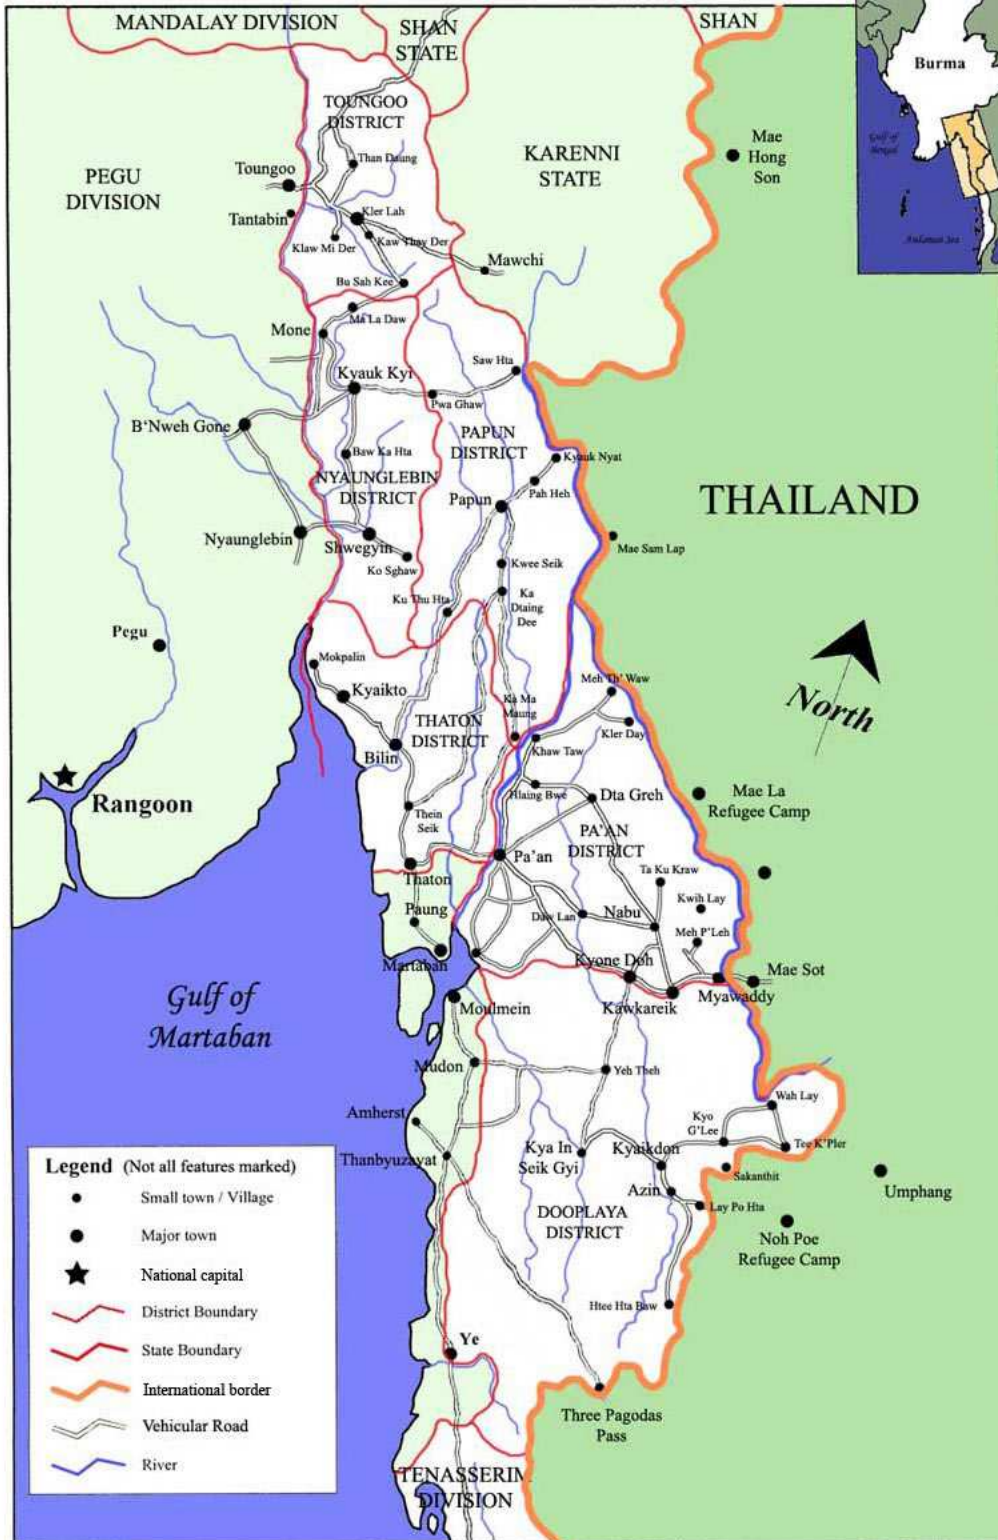 MANDALAY DIVISION
SHAN
STATE
SHAN
Burma
Gulf of
Bengal
Andaman Sea
TOUNGOO
DISTRICT
Than Daung
Toungoo
PEGU
DIVISION
KARENNI
STATE
Mae
Hong
Son
Tantabin
Kler Lah
Klaw Mi Der
Kaw Thay Der
Mawchi
Bu Sah Kee
Ma La Daw
Mone
Saw Hta
Kyauk Kyi
Pwa Ghaw
B'Nweh Gone
PAPUN
DISTRICT
Baw Ka Hta
Kyauk Nyat
NYAUNGLEBIN
DISTRICT
Pah Heh
Papun
THAILAND
Nyaunglebin
Shwegyin
Mae Sam Lap
Ko Sghaw
Kwee Seik
Ku Thu Hta
Ka
Dtaing
Dee
Pegu
Mokpalin
Kyaikto
Meh Th' Waw
North
Ka Ma
Maung
THATON
DISTRICT
Kler Day
Bilin
Khaw Taw
Rangoon
Hlaing Bwe
Dta Greh
Mae La
Refugee Camp
Thein
Seik
PA'AN
DISTRICT
Pa'an
Thaton
Ta Ku Kraw
Kwih Lay
Paung
Daw Lan
Nabu
Meh P'Leh
Martaban
Kyone Doh
Mae Sot
Gulf of
Martaban
Moulmein
Kawkareik
Myawaddy
Mudon
Yeh Theh
Wah Lay
Amherst
Kyo
G'Lee
Thanbyuzayat
Kya In
Seik Gyi
Kyaikdon
Tee K'Pler
Sakanthit
Azin
Umphang
Lay Po Hta
DOOPLAYA
DISTRICT
Noh Poe
Refugee Camp
Htee Hta Baw
Ye
Three Pagodas
Pass
TENASSERIM
DIVISION
Legend (Not all features marked)
Small town / Village
Major town
National capital
District Boundary
State Boundary
International border
Vehicular Road
River